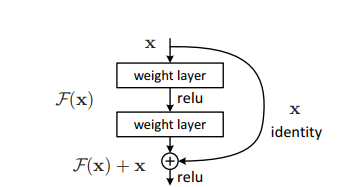 x
weight layer
relu
F(x)
weight layer
x
identity
F(x) + x
relu